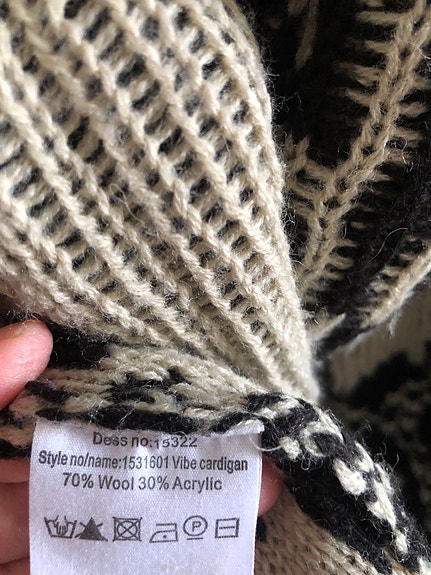 Dess no:15322
Style no/name:1531601 Vibe cardigan
70% Wool 30% Acrylic